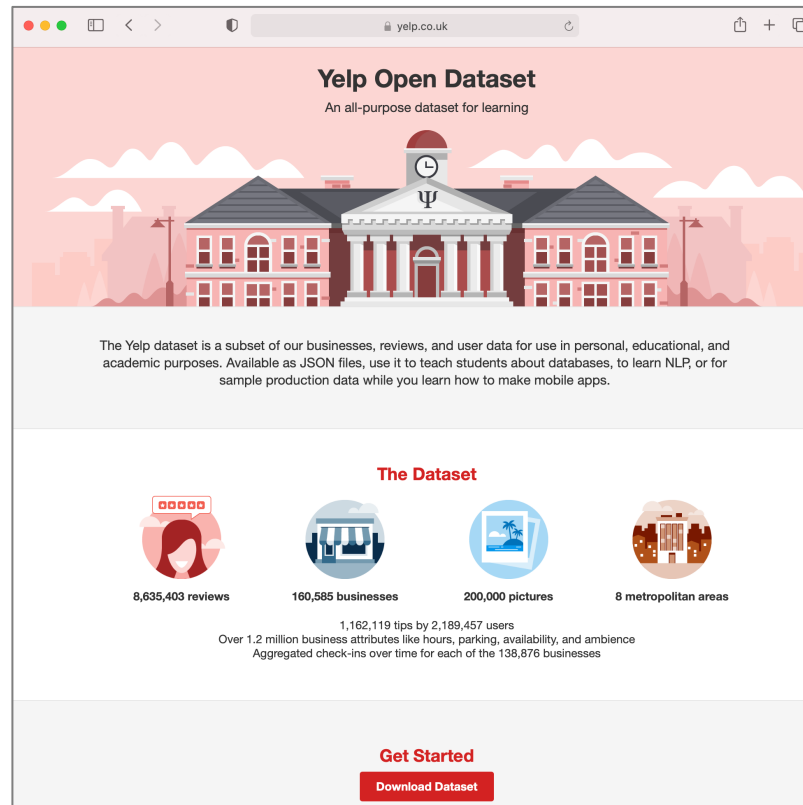 yelp.co.uk
Yelp Open Dataset
An all-purpose dataset for learning
Ψ
The Yelp dataset is a subset of our businesses, reviews, and user data for use in personal, educational, and
academic purposes. Available as JSON files, use it to teach students about databases, to learn NLP, or for
sample production data while you learn how to make mobile apps.
The Dataset
8,635,403 reviews
160,585 businesses
200,000 pictures
8 metropolitan areas
1,162,119 tips by 2,189,457 users
Over 1.2 million business attributes like hours, parking, availability, and ambience
Aggregated check-ins over time for each of the 138,876 businesses
Get Started
Download Dataset